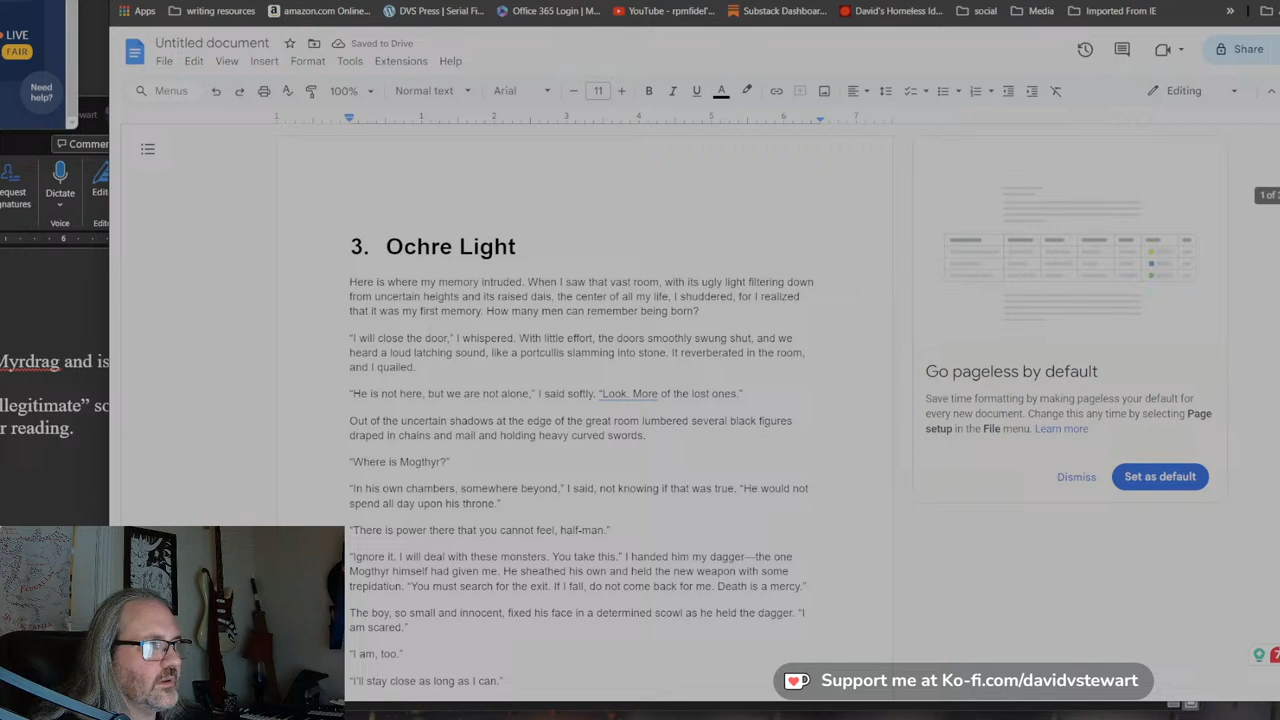 Apps
writing resources
amazon.com Online...
DVS Press | Serial Fi...
Office 365 Login | M...
YouTube - rpmfidel'...
Substack Dashboar...
David's Homeless Id...
social
Media
Imported From IE
LIVE
FAIR
Need
help?
Untitled document
Saved to Drive
File Edit View Insert Format Tools Extensions Help
Share
Menus
100%
Normal text
Arial
11
Editing
1 2 3 4 5 6 7
wart
Commen
equest
gnatures
Dictate
Edit
Voice
6
1 of
3. Ochre Light
Here is where my memory intruded. When I saw that vast room, with its ugly light filtering down
from uncertain heights and its raised dais, the center of all my life, I shuddered, for I realized
that it was my first memory. How many men can remember being born?
“I will close the door,” I whispered. With little effort, the doors smoothly swung shut, and we
heard a loud latching sound, like a portcullis slamming into stone. It reverberated in the room,
and I quailed.
“He is not here, but we are not alone,” I said softly. “Look. More of the lost ones.”
Out of the uncertain shadows at the edge of the great room lumbered several black figures
draped in chains and mail and holding heavy curved swords.
“Where is Mogthyr?”
“In his own chambers, somewhere beyond,” I said, not knowing if that was true. “He would not
spend all day upon his throne.”
“There is power there that you cannot feel, half-man.”
“Ignore it. I will deal with these monsters. You take this.” I handed him my dagger—the one
Mogthyr himself had given me. He sheathed his own and held the new weapon with some
trepidation. “You must search for the exit. If I fall, do not come back for me. Death is a mercy.”
The boy, so small and innocent, fixed his face in a determined scowl as he held the dagger. “I
am scared.”
“I am, too.”
“I’ll stay close as long as I can.”
Myrdrag and is
llegitimate” so
r reading.
Go pageless by default
Save time formatting by making pageless your default for
every new document. Change this any time by selecting Page
setup in the File menu. Learn more
Dismiss
Set as default
Support me at Ko-fi.com/davidvstewart